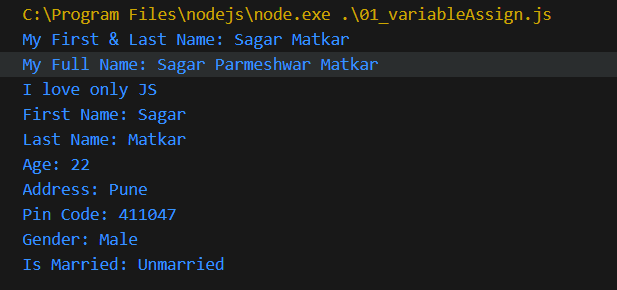 C:\Program Files\nodejs\node.exe .\01_variableAssign.js
My First & Last Name: Sagar Matkar
My Full Name: Sagar Parmeshwar Matkar
I love only JS
First Name: Sagar
Last Name: Matkar
Age: 22
Address: Pune
Pin Code: 411047
Gender: Male
Is Married: Unmarried